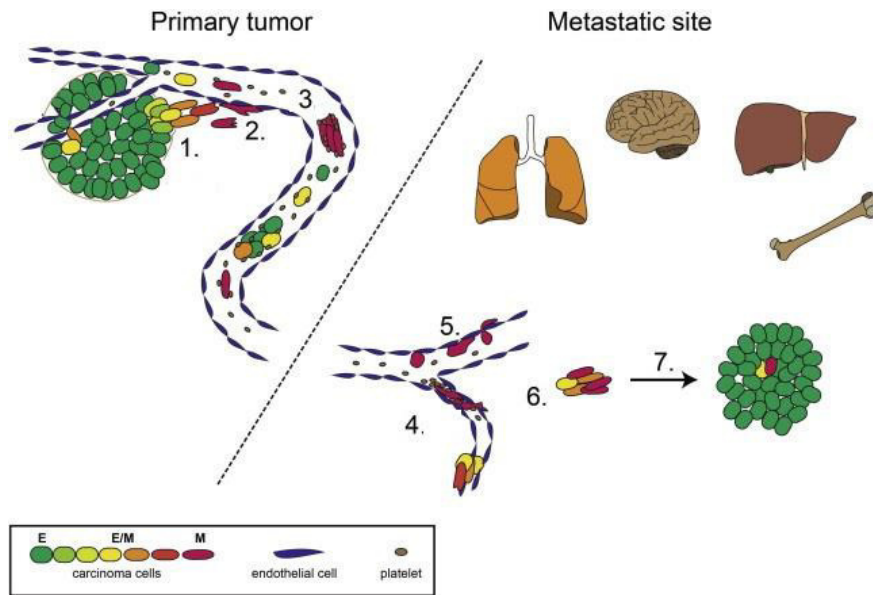 Primary tumor
Metastatic site
3
1.
2.
5.
4.
6.
7.
E E/M M
carcinoma cells
endothelial cell
platelet